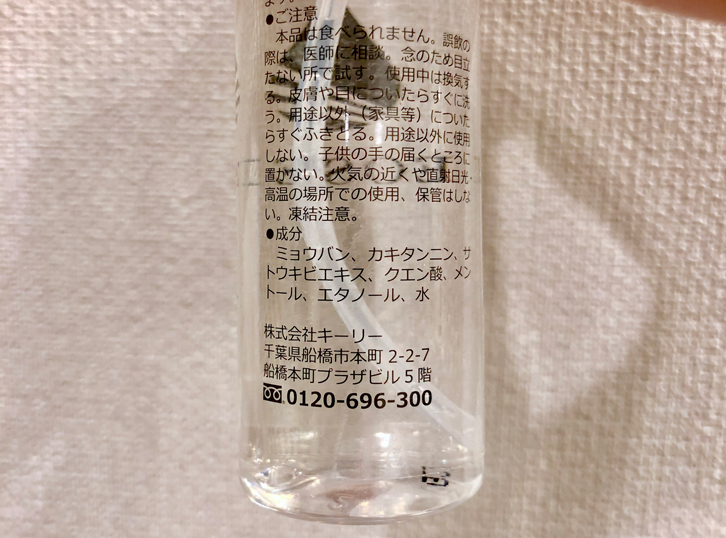 ます。
●ご注意
本品は食べられません。誤飲の
際は、医師に相談。念のため目立
たない所で試す。使用中は換気す
る。皮膚や目についたらすぐに洗
う。用途以外（家具等）についた
らすぐふきとる。用途以外に使用
しない。子供の手の届くところに
置かない。火気の近くや直射日光・
高温の場所での使用、保管はしな
い。凍結注意。
●成分
ミョウバン、カキタンニン、サ
トウキビエキス、クエン酸、メン
トール、エタノール、水
株式会社キーリー
千葉県船橋市本町 2-2-7
船橋本町プラザビル 5 階
0120-696-300